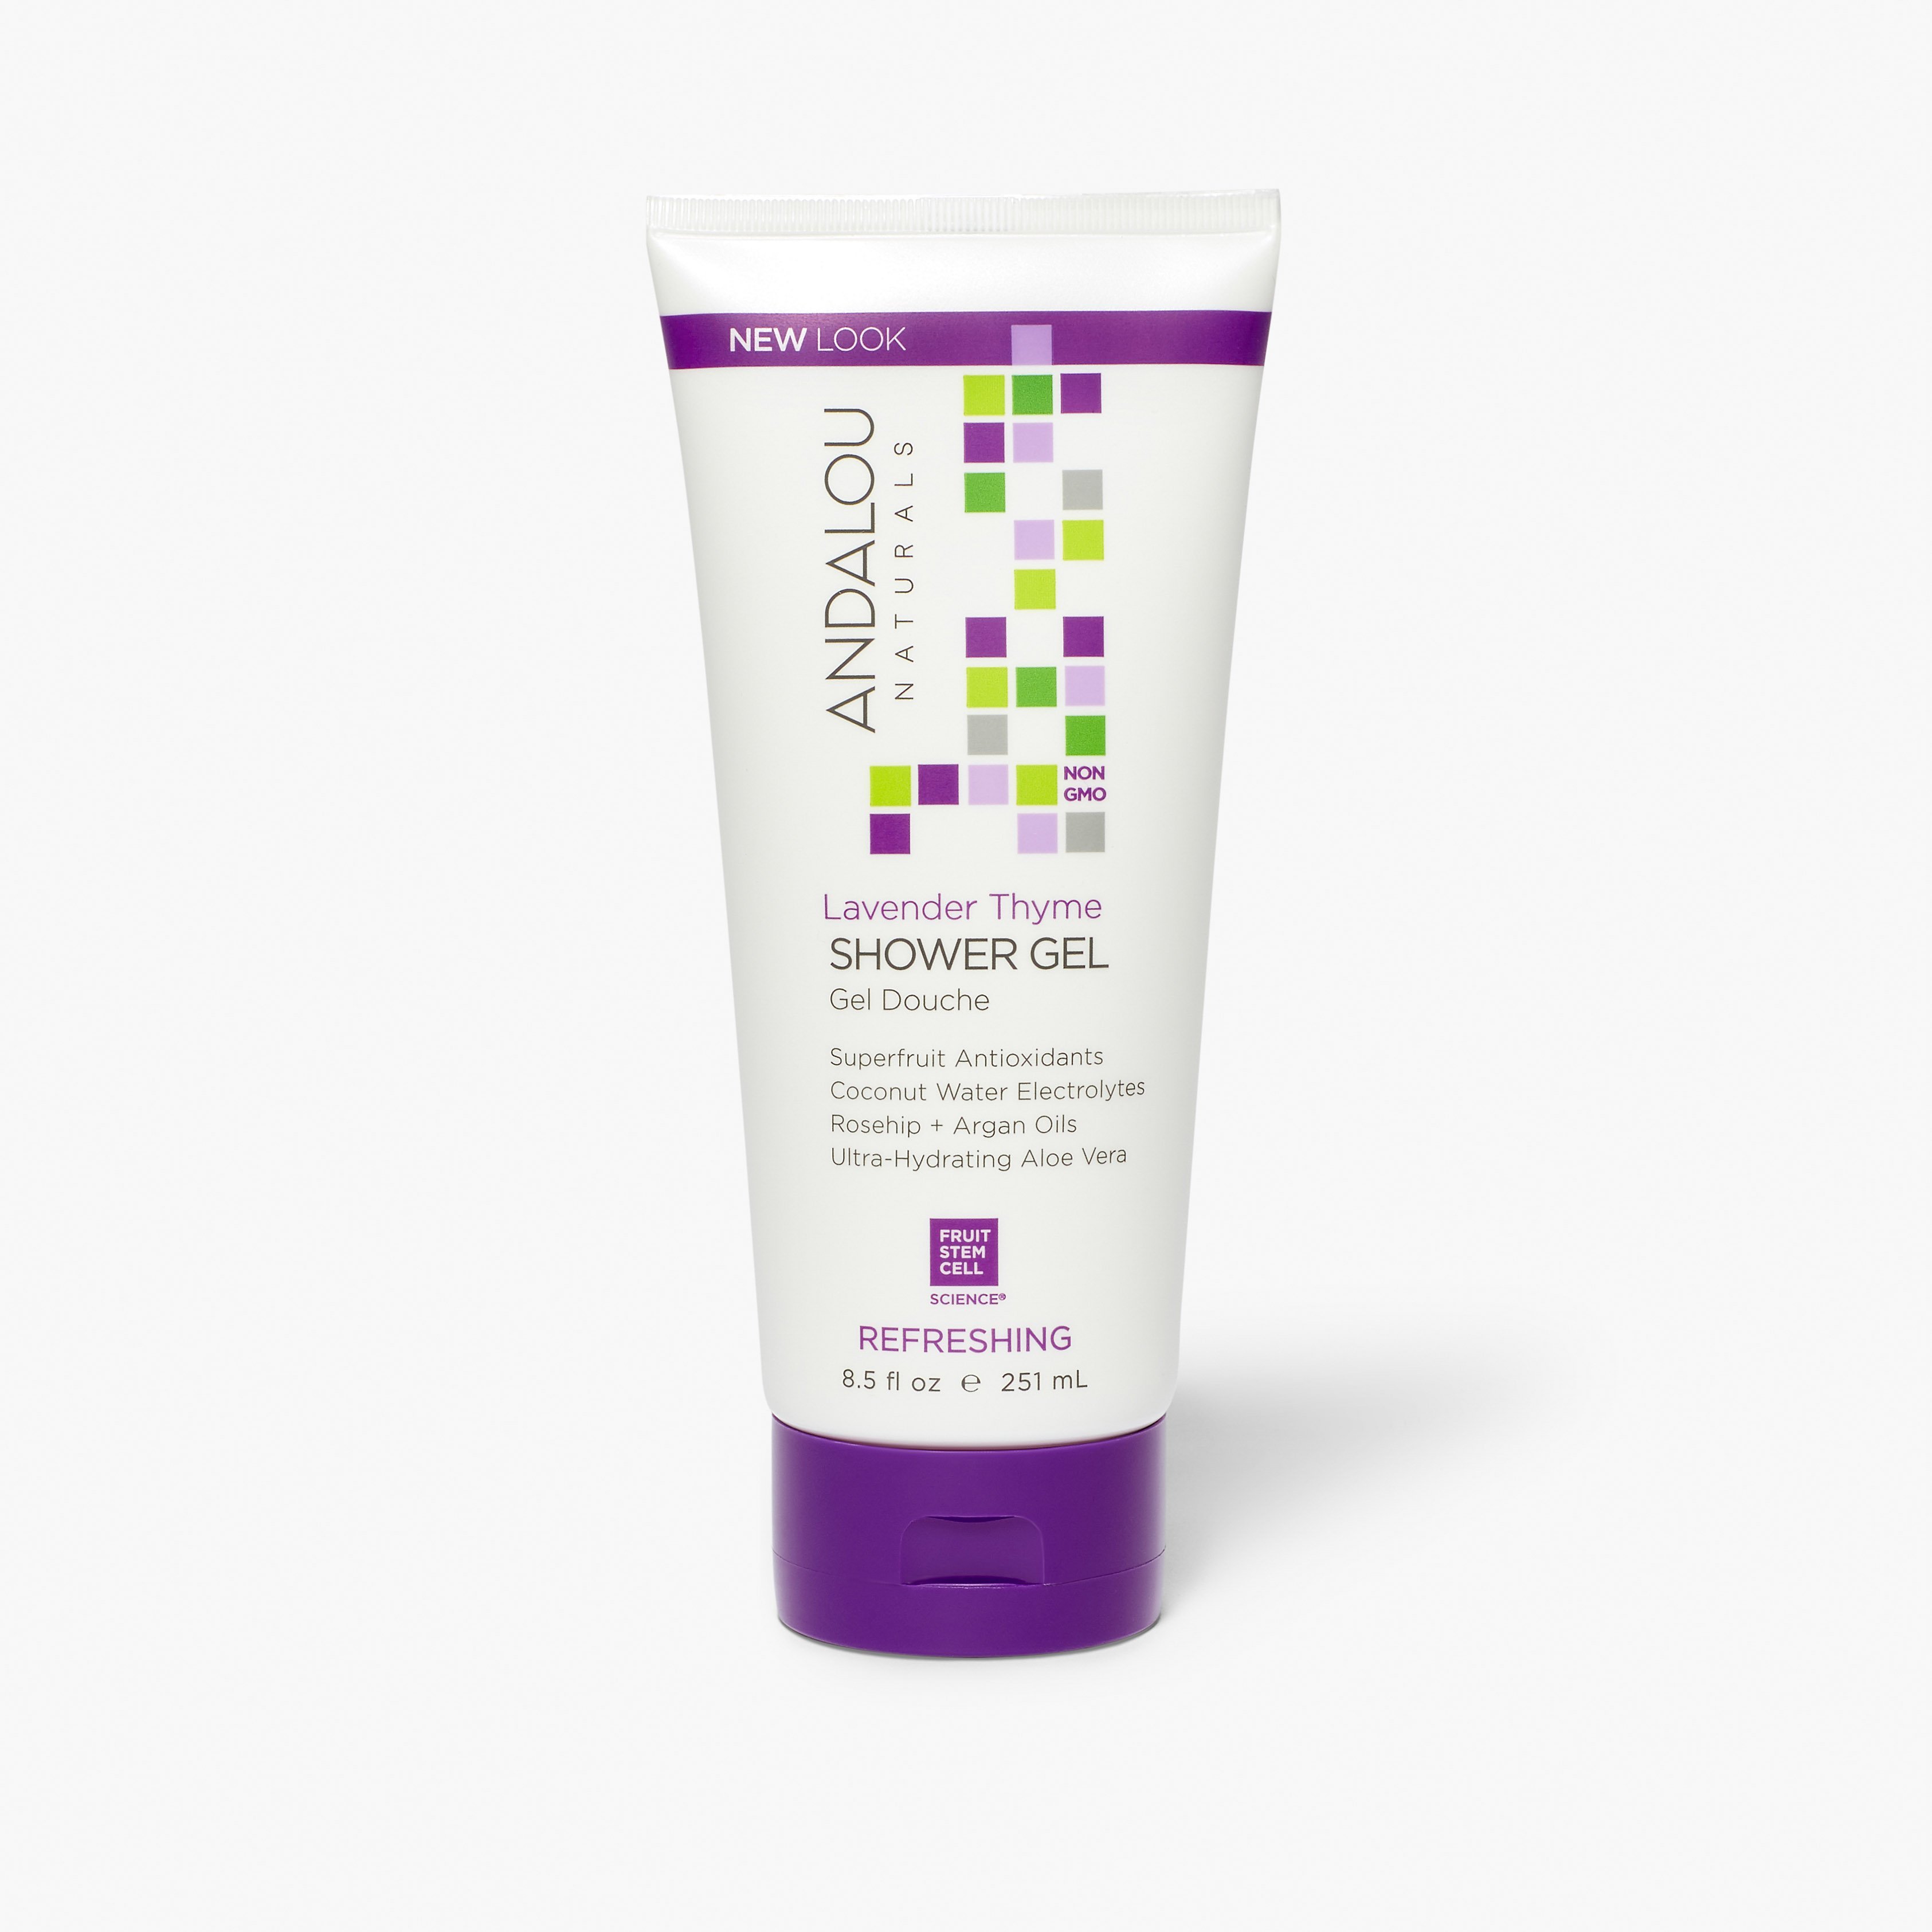 NEW LOOK
ANDALOU
NATURALS
NON
GMO
Lavender Thyme
SHOWER GEL
Gel Douche
Superfruit Antioxidants
Coconut Water Electrolytes
Rosehip + Argan Oils
Ultra-Hydrating Aloe Vera
FRUIT
STEM
CELL
SCIENCE®
REFRESHING
8.5 fl oz ℮ 251 mL